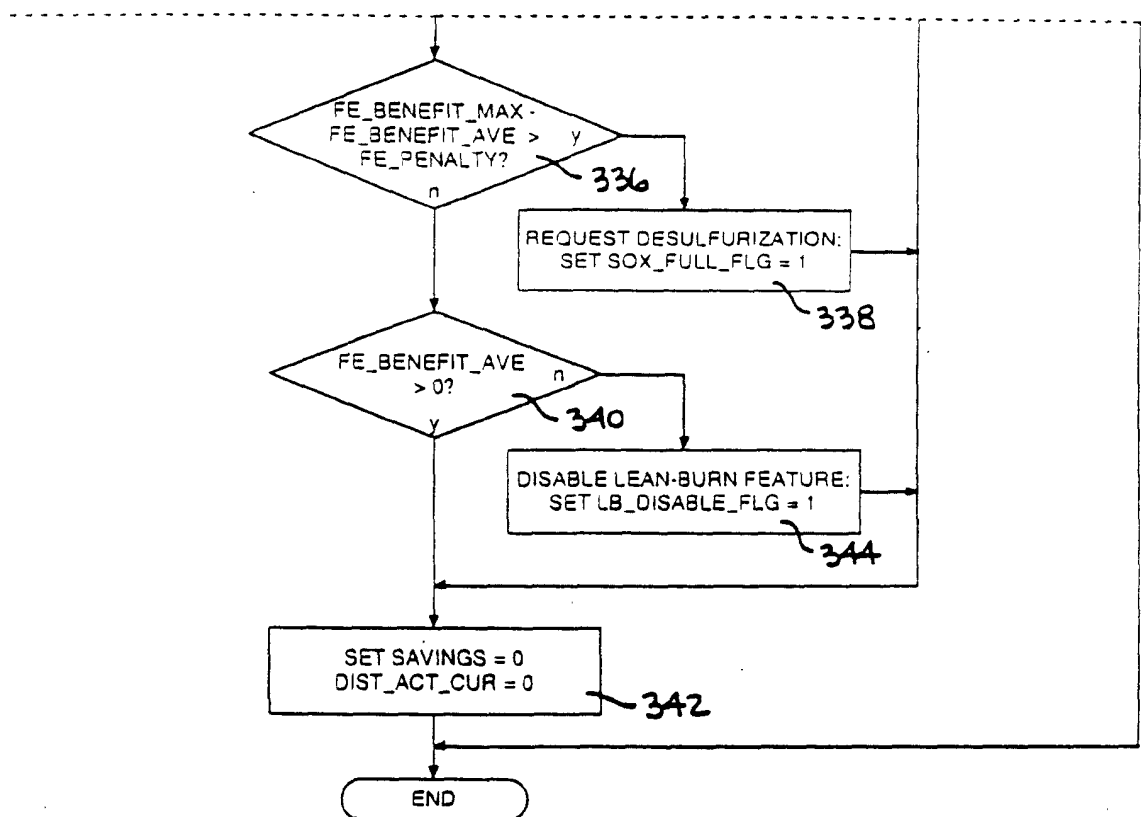 FE_BENEFIT_MAX -
FE_BENEFIT_AVE >
FE_PENALTY?
y
n
336
REQUEST DESULFURIZATION:
SET SOX_FULL_FLG = 1
338
FE_BENEFIT_AVE
> 0?
n
y
340
DISABLE LEAN-BURN FEATURE:
SET LB_DISABLE_FLG = 1
344
SET SAVINGS = 0
DIST_ACT_CUR = 0
342
END